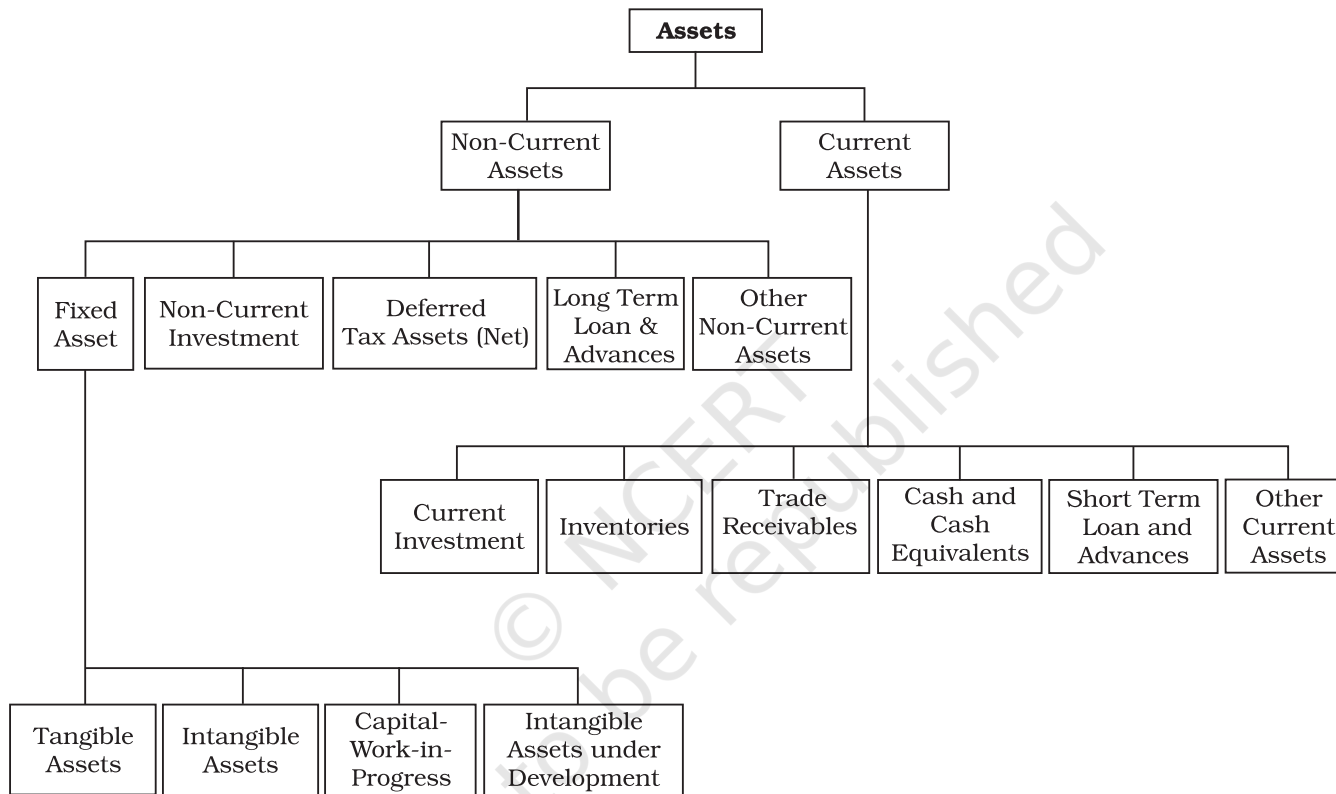 Assets
Non-Current
Assets
Current
Assets
Fixed
Asset
Non-Current
Investment
Deferred
Tax Assets (Net)
Long Term
Loan &
Advances
Other
Non-Current
Assets
Current
Investment
Inventories
Trade
Receivables
Cash and
Cash
Equivalents
Short Term
Loan and
Advances
Other
Current
Assets
Tangible
Assets
Intangible
Assets
Capital-
Work-in-
Progress
Intangible
Assets under
Development
© NCERT
to be republished